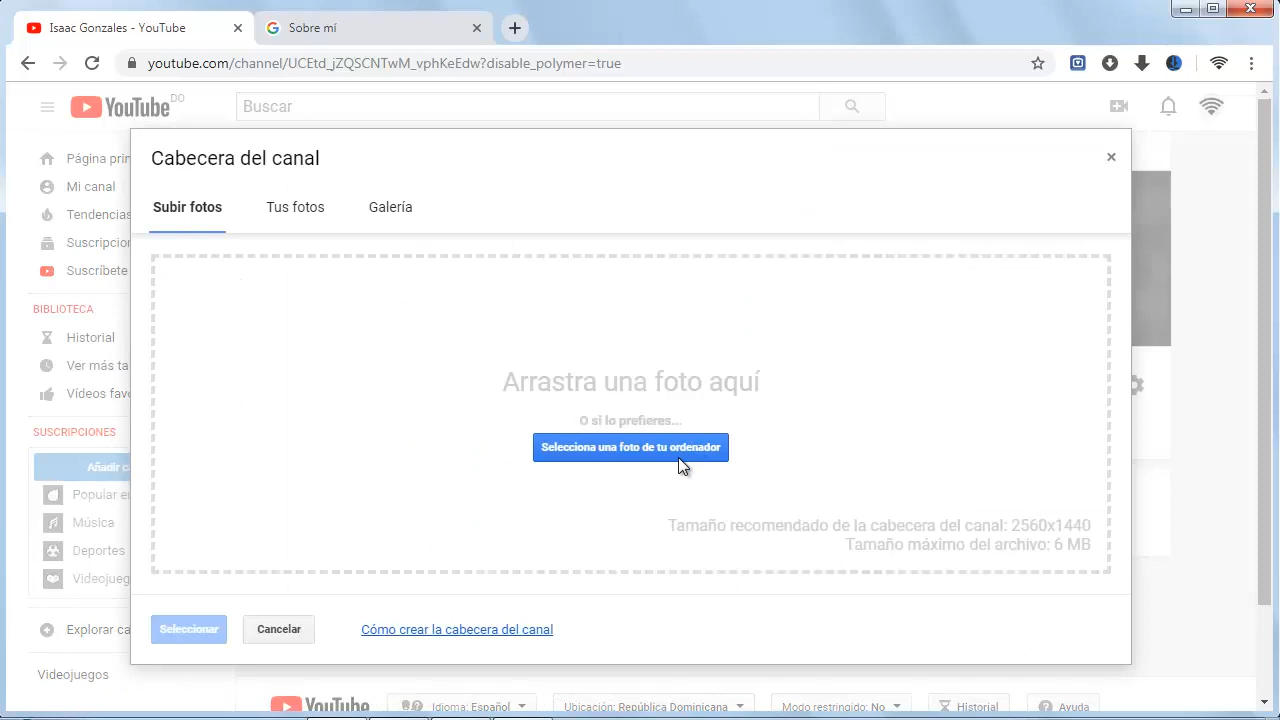 Isaac Gonzales - YouTube
Sobre mí
youtube.com/channel/UCEtd_jZQSCNTwM_vphKeEdw?disable_polymer=true
YouTube DO
Buscar
Cabecera del canal
Subir fotos
Tus fotos
Galería
Página prin
Mi canal
Tendencias
Suscripcion
Suscríbete
BIBLIOTECA
Historial
Ver más ta
Vídeos favo
SUSCRIPCIONES
Añadir c
Popular en
Música
Deportes
Videojueg
Explorar ca
Videojuegos
Arrastra una foto aquí
O si lo prefieres...
Selecciona una foto de tu ordenador
Tamaño recomendado de la cabecera del canal: 2560x1440
Tamaño máximo del archivo: 6 MB
Seleccionar
Cancelar
Cómo crear la cabecera del canal
YouTube
Idioma: Español
Ubicación: República Dominicana
Modo restringido: No
Historial
Ayuda